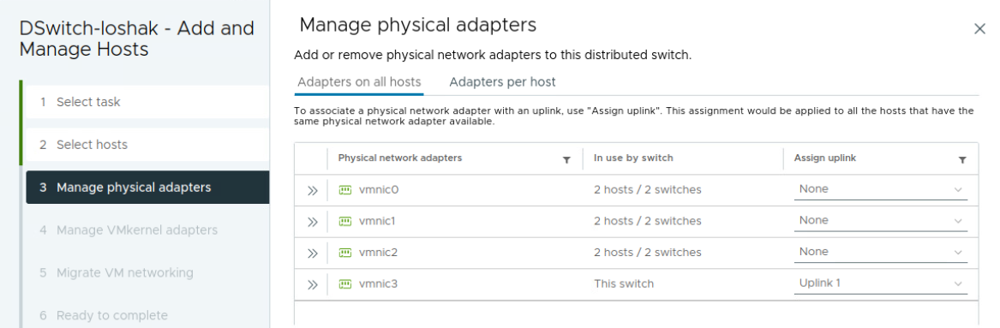 DSwitch-loshak - Add and
Manage Hosts
1 Select task
2 Select hosts
3 Manage physical adapters
4 Manage VMkernel adapters
5 Migrate VM networking
6 Ready to complete
Manage physical adapters
Add or remove physical network adapters to this distributed switch.
Adapters on all hosts Adapters per host
To associate a physical network adapter with an uplink, use "Assign uplink". This assignment would be applied to all the hosts that have the
same physical network adapter available.
Physical network adapters In use by switch Assign uplink
vmnic0 2 hosts / 2 switches None
vmnic1 2 hosts / 2 switches None
vmnic2 2 hosts / 2 switches None
vmnic3 This switch Uplink 1